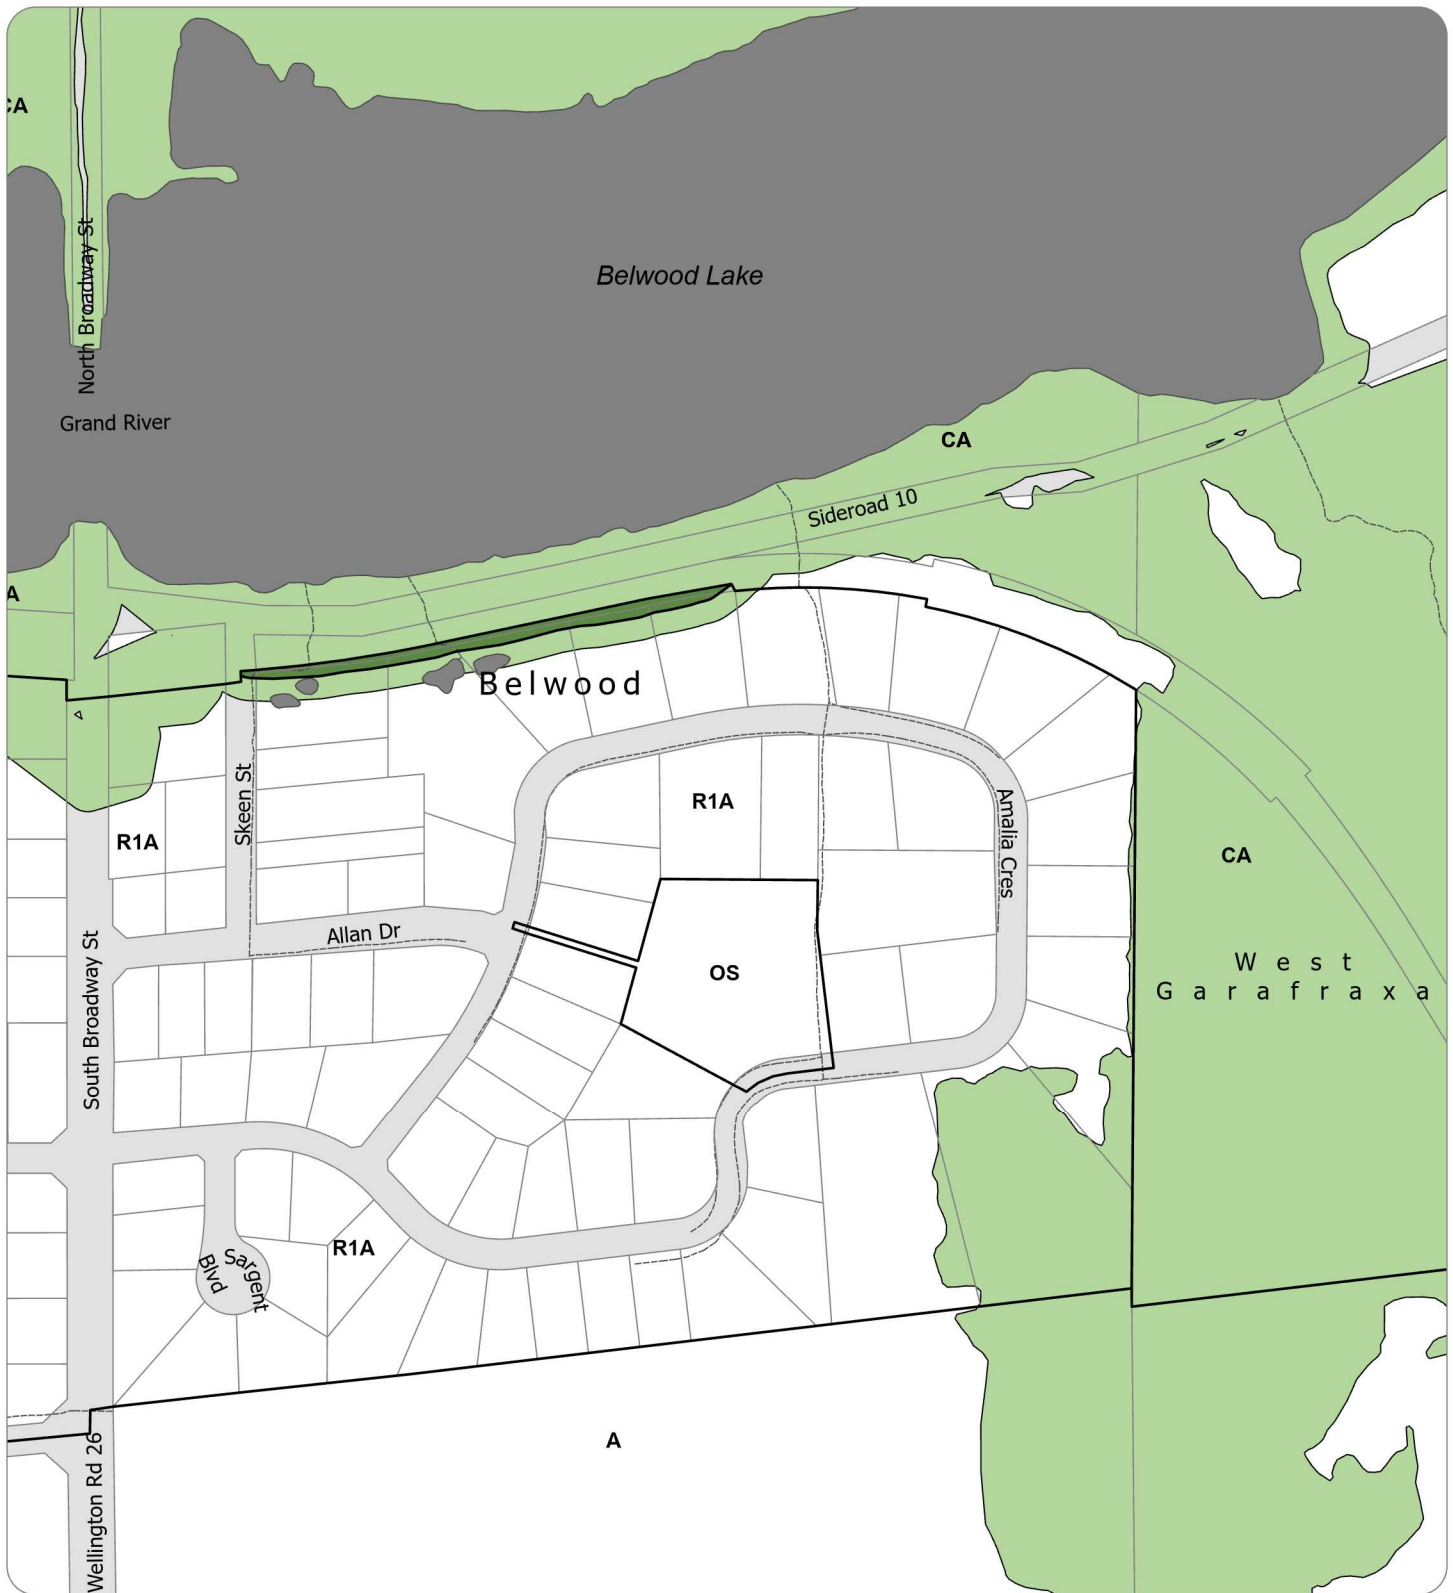 CA
North Broadway St
Belwood Lake
Grand River
CA
Sideroad 10
A
Belwood
R1A
Skeen St
R1A
Amalia Cres
CA
Allan Dr
South Broadway St
OS
West
Garafraxa
R1A
Sargent
Blvd
A
Wellington Rd 26